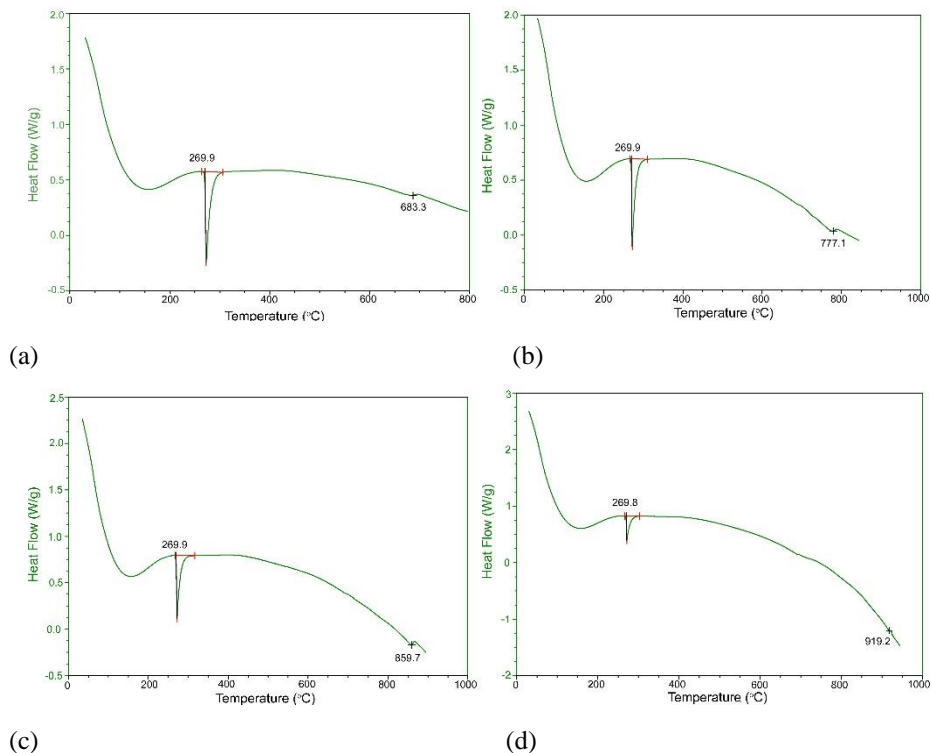 2.0
1.5
1.0
0.5
0.0
-0.5
Heat Flow (W/g)
269.9
683.3
0 200 400 600 800
Temperature (°C)
(a)
2.0
1.5
1.0
0.5
0.0
-0.5
Heat Flow (W/g)
269.9
777.1
0 200 400 600 800 1000
Temperature (°C)
(b)
2.5
2.0
1.5
1.0
0.5
0.0
-0.5
Heat Flow (W/g)
269.9
859.7
0 200 400 600 800 1000
Temperature (°C)
(c)
3
2
1
0
-1
-2
Heat Flow (W/g)
269.8
919.2
0 200 400 600 800 1000
Temperature (°C)
(d)